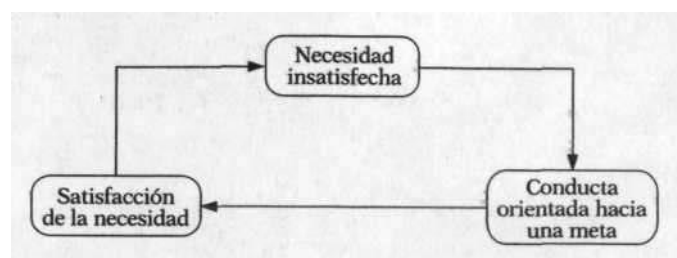 Necesidad
insatisfecha
Satisfacción
de la necesidad
Conducta
orientada hacia
una meta